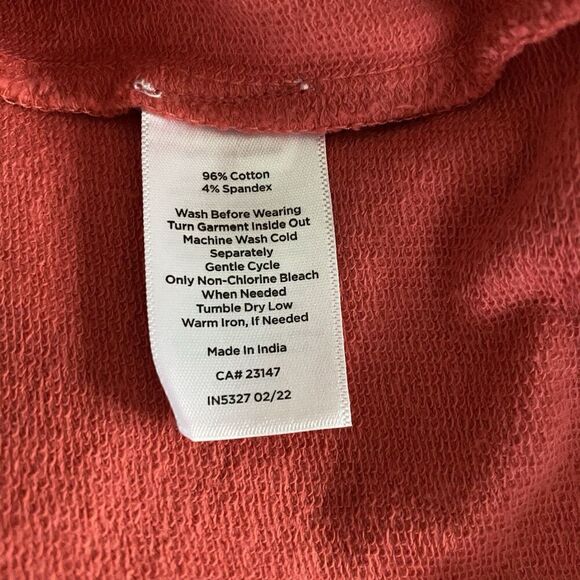 96% Cotton
4% Spandex
Wash Before Wearing
Turn Garment Inside Out
Machine Wash Cold
Separately
Gentle Cycle
Only Non-Chlorine Bleach
When Needed
Tumble Dry Low
Warm Iron, If Needed
Made In India
CA# 23147
IN5327 02/22